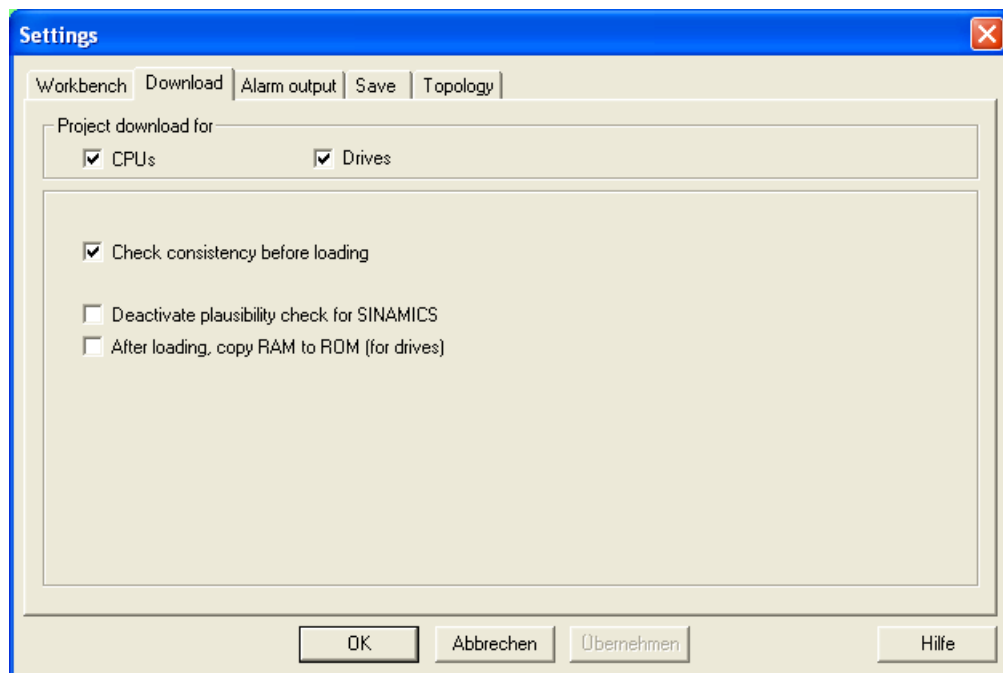 Settings
Workbench Download Alarm output Save Topology
Project download for
CPUs Drives
Check consistency before loading
Deactivate plausibility check for SINAMICS
After loading, copy RAM to ROM (for drives)
OK Abbrechen Übernehmen Hilfe